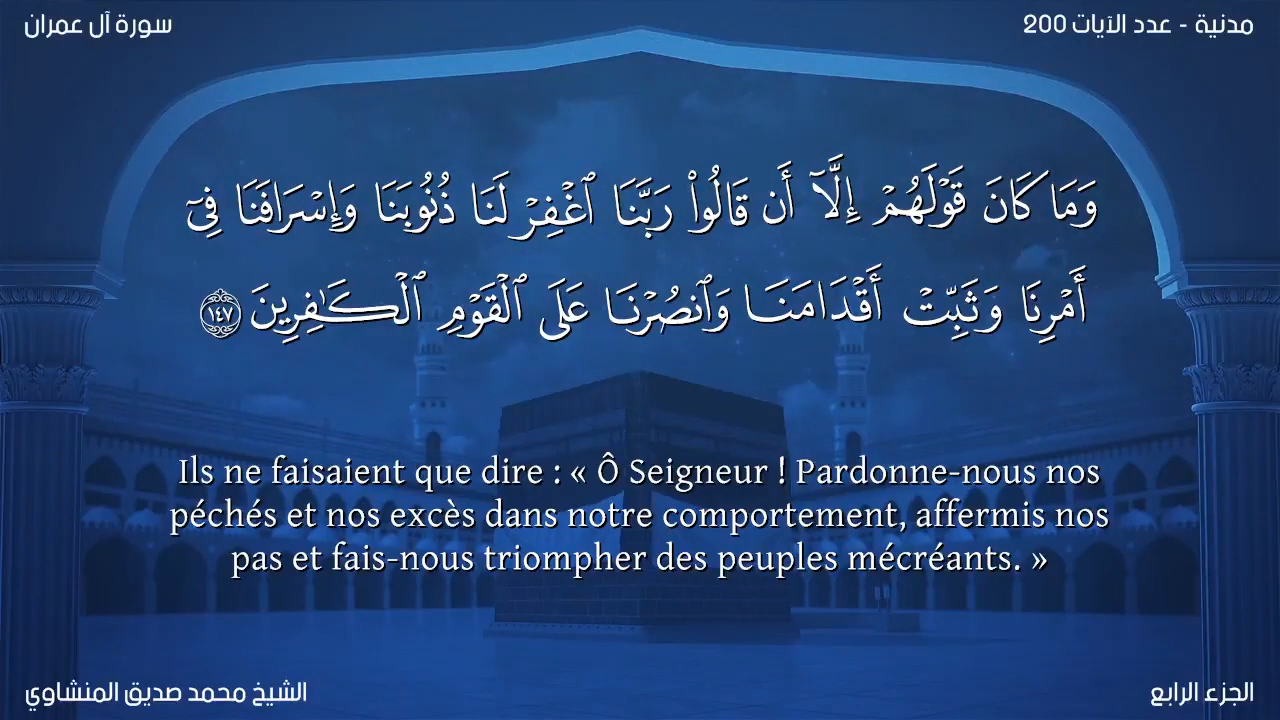 سورة آل عمران
مدنية - عدد الآيات 200
وَمَا كَانَ قَوْلَهُمْ إِلَّآ أَن قَالُوا۟ رَبَّنَا ٱغْفِرْ لَنَا ذُنُوبَنَا وَإِسْرَافَنَا فِىٓ
أَمْرِنَا وَثَبِّتْ أَقْدَامَنَا وَٱنصُرْنَا عَلَى ٱلْقَوْمِ ٱلْكَـٰفِرِينَ ١٤٧
Ils ne faisaient que dire : « Ô Seigneur ! Pardonne-nous nos
péchés et nos excès dans notre comportement, affermis nos
pas et fais-nous triompher des peuples mécréants. »
الشيخ محمد صديق المنشاوي
الجزء الرابع